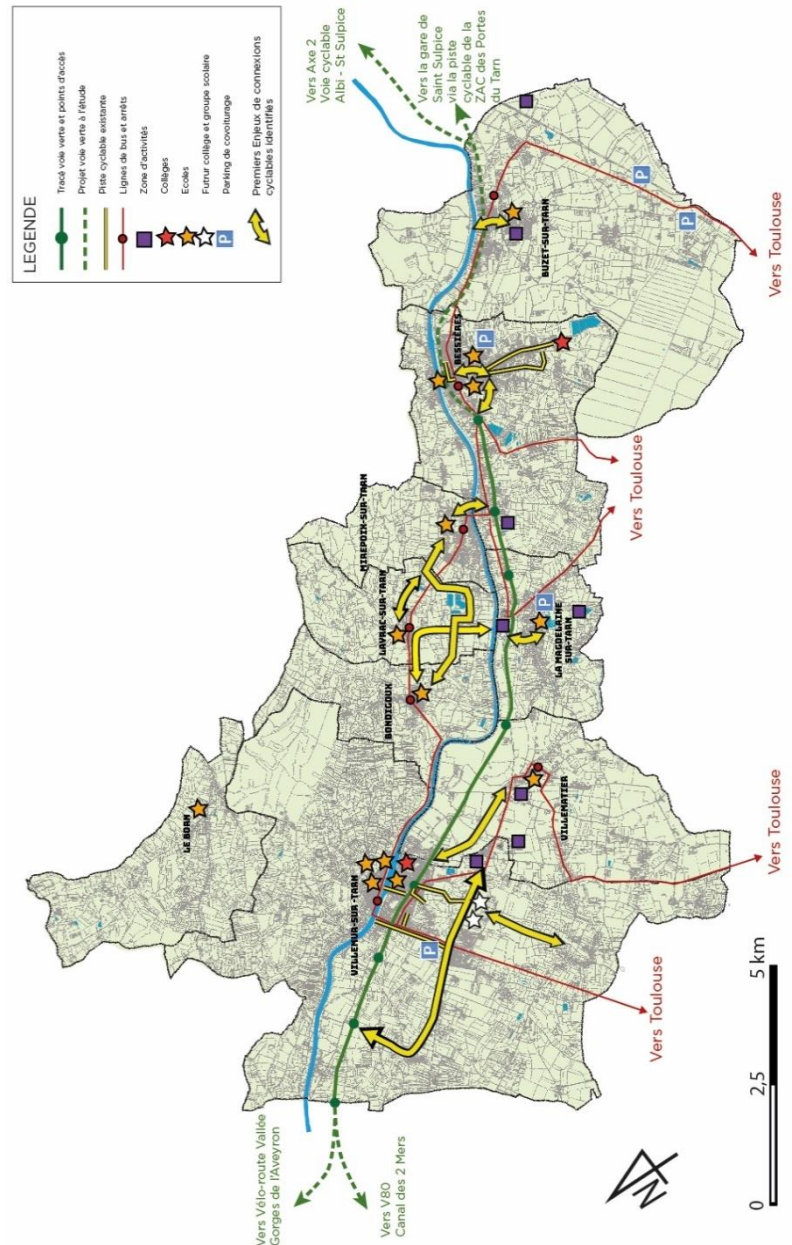 LEGENDE
Tracé voie verte et points d'accès
Projet voie verte à l'étude
Piste cyclable existante
Lignes de bus et arrêts
Zone d'activités
Collèges
Ecoles
Futrur collège et groupe scolaire
P
Parking de covoiturage
Premiers Enjeux de connexions
cyclables identifiés
Vers Axe 2
Voie cyclable
Albi - St Sulpice
Vers la gare de
Saint Sulpice
via la piste
cyclable de la
ZAC des Portes
du Tarn
P
P
BUZET-SUR-TARN
Vers Toulouse
BESSIÈRES
P
Vers Toulouse
MIREPOIX-SUR-TARN
LAYRAC-SUR-TARN
Vers Toulouse
BONDIGOUX
P
LA MAGDELAINE
SUR-TARN
LE BORN
VILLEMATIER
Vers Toulouse
VILLEMUR-SUR-TARN
P
Vers Toulouse
Vers Vélo-route Vallée
Gorges de l'Aveyron
Vers V80
Canal des 2 Mers
N
0
2,5
5 km